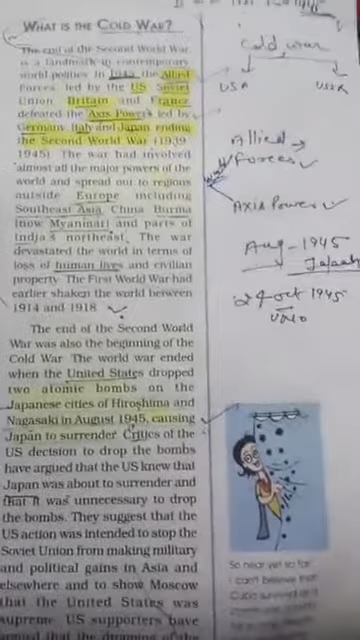 WHAT IS THE COLD WAR?
The end of the Second World War
is a landmark in contemporary
world politics. In 1945, the Allied
Forces, led by the US, Soviet
Union, Britain and France
defeated the Axis Powers led by
Germany, Italy and Japan, ending
the Second World War (1939-
1945). The war had involved
almost all the major powers of the
world and spread out to regions
outside Europe including
Southeast Asia, China, Burma
(now Myanmar) and parts of
India's northeast. The war
devastated the world in terms of
loss of human lives and civilian
property. The First World War had
earlier shaken the world between
1914 and 1918.
The end of the Second World
War was also the beginning of the
Cold War. The world war ended
when the United States dropped
two atomic bombs on the
Japanese cities of Hiroshima and
Nagasaki in August 1945, causing
Japan to surrender. Critics of the
US decision to drop the bombs
have argued that the US knew that
Japan was about to surrender and
that it was unnecessary to drop
the bombs. They suggest that the
US action was intended to stop the
Soviet Union from making military
and political gains in Asia and
elsewhere and to show Moscow
that the United States was
supreme. US supporters have
that the dropping of the
Cold war
USA USSR
Allied
Forces
Axis Power
Aug - 1945
24 oct 1945
UNO
So near yet so far
I can't believe that
Cuba survived as a